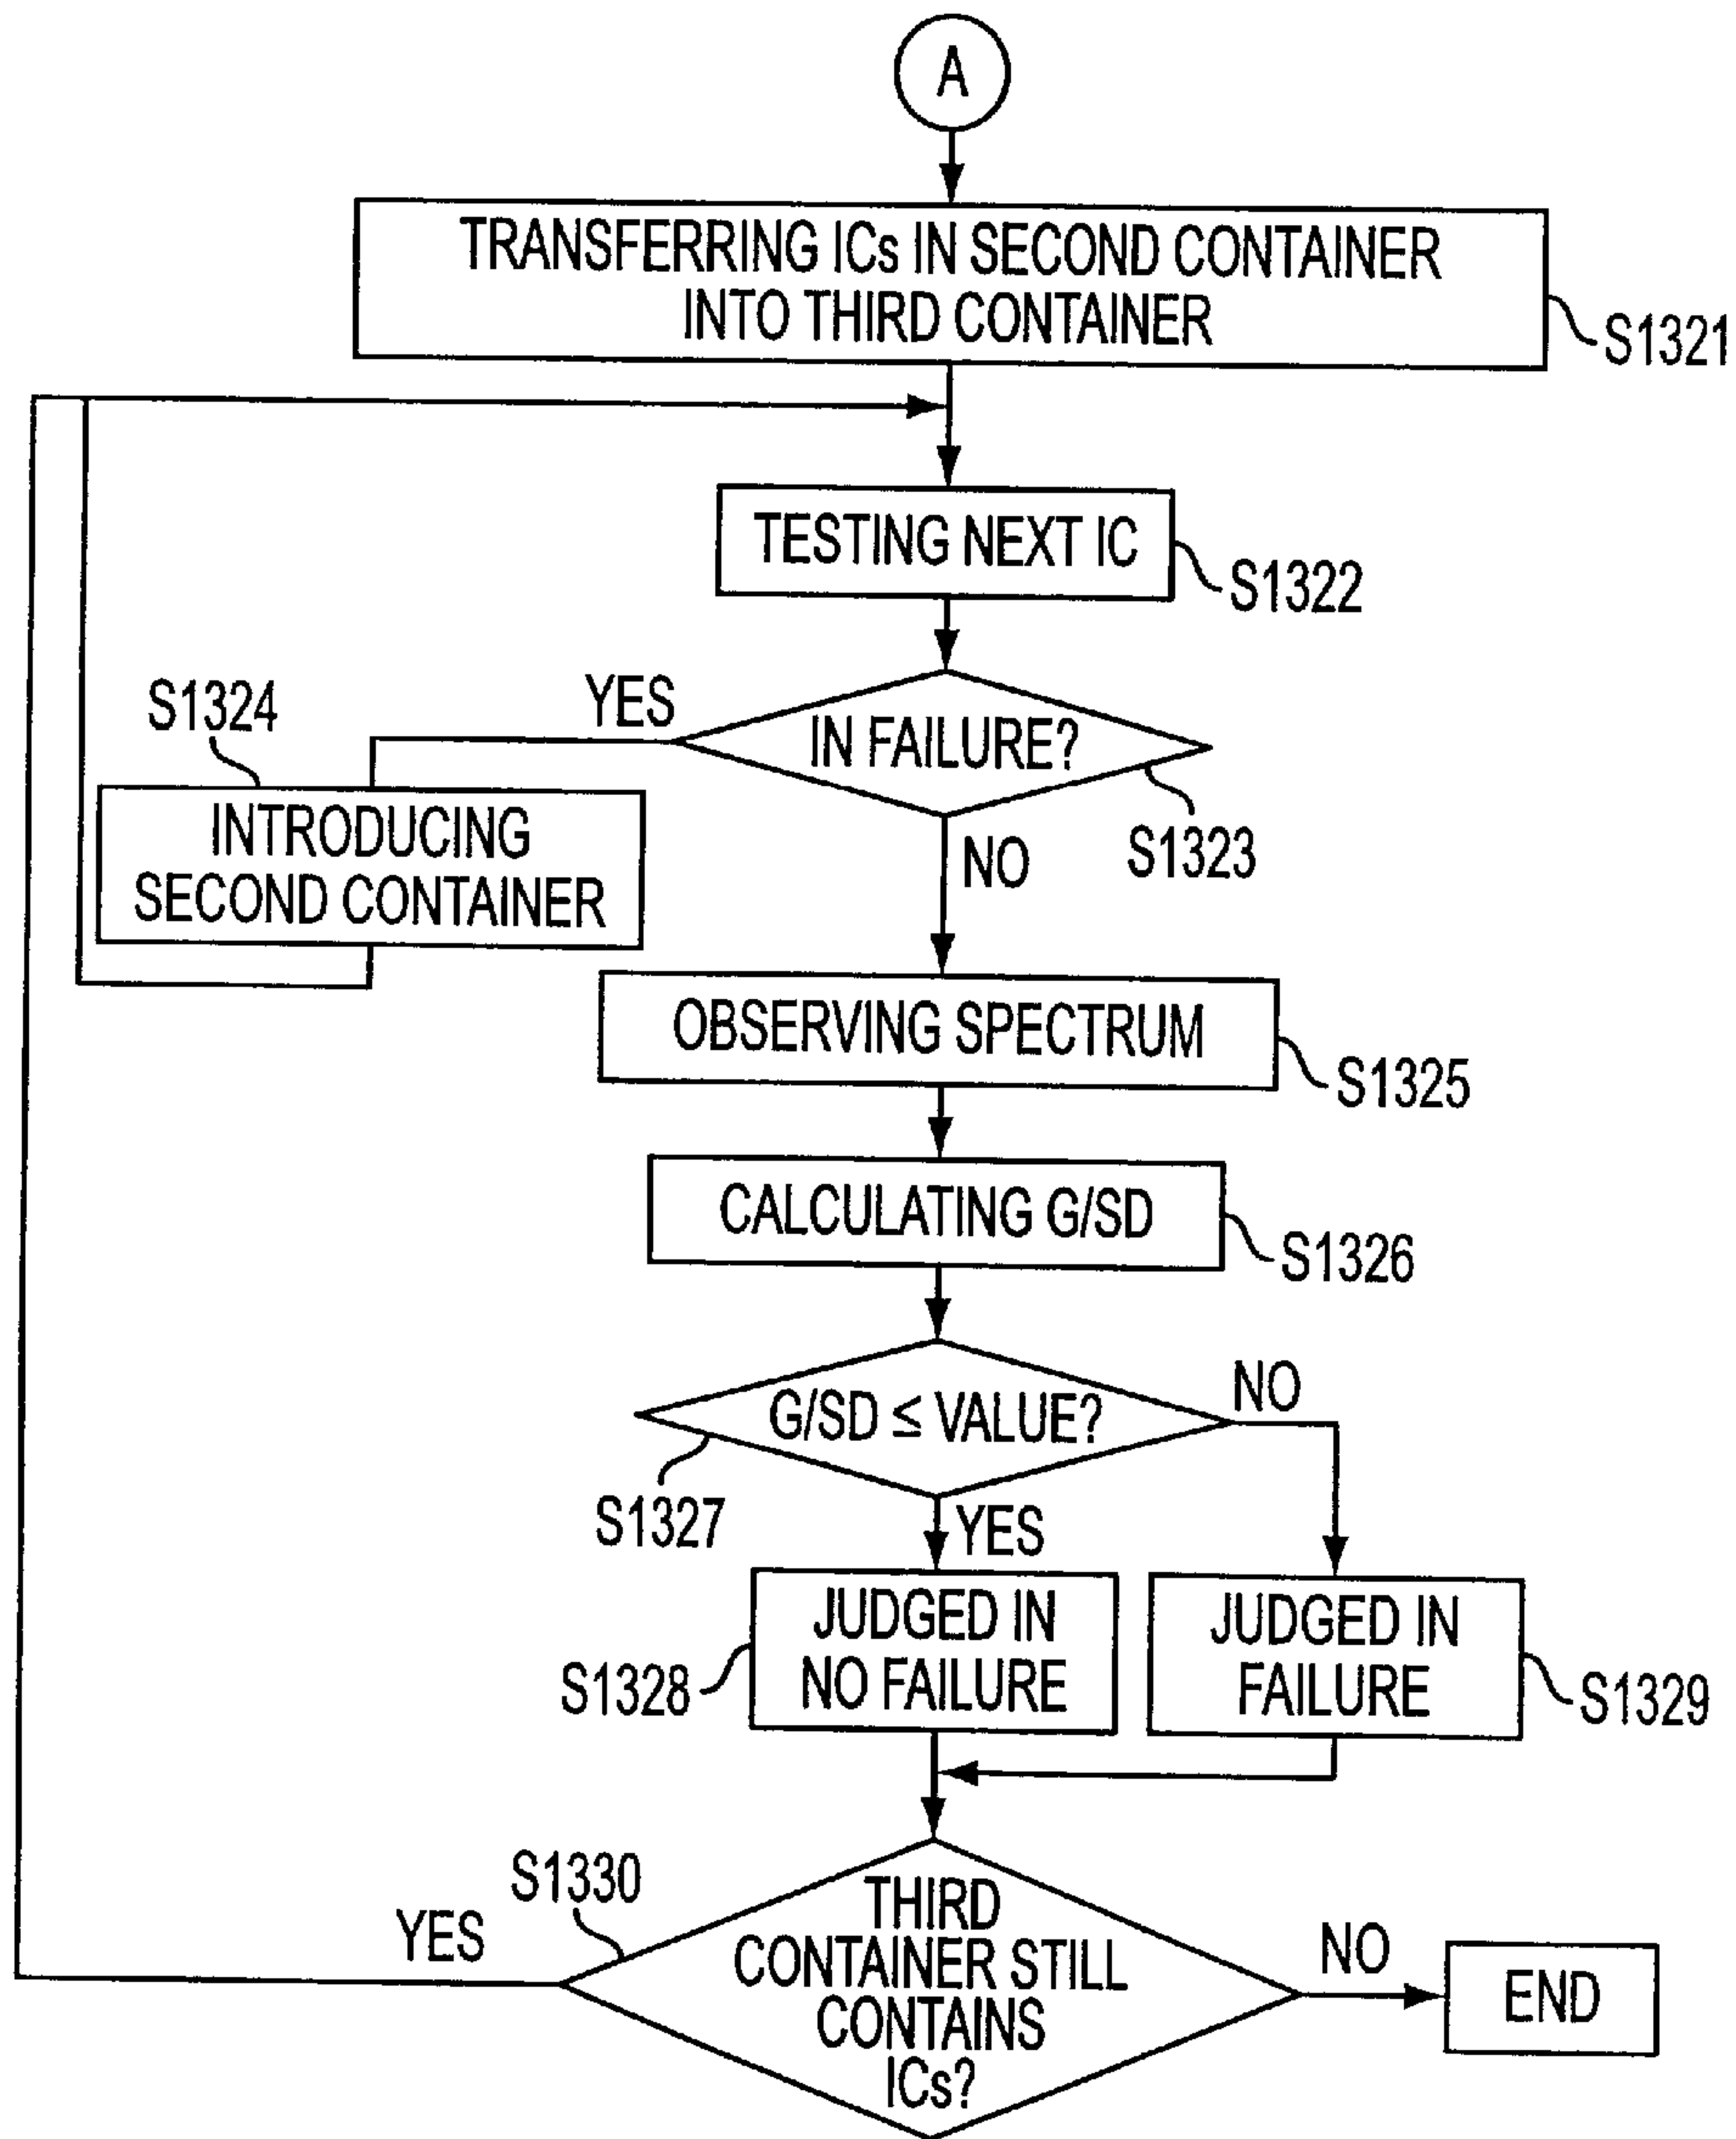 A
TRANSFERRING ICs IN SECOND CONTAINER
INTO THIRD CONTAINER
S1321
TESTING NEXT IC
S1322
S1324
YES
IN FAILURE?
S1323
INTRODUCING
SECOND CONTAINER
NO
OBSERVING SPECTRUM
S1325
CALCULATING G/SD
S1326
G/SD ≤ VALUE?
NO
S1327
YES
JUDGED IN
NO FAILURE
S1328
JUDGED IN
FAILURE
S1329
S1330
YES
THIRD
CONTAINER STILL
CONTAINS
ICs?
NO
END